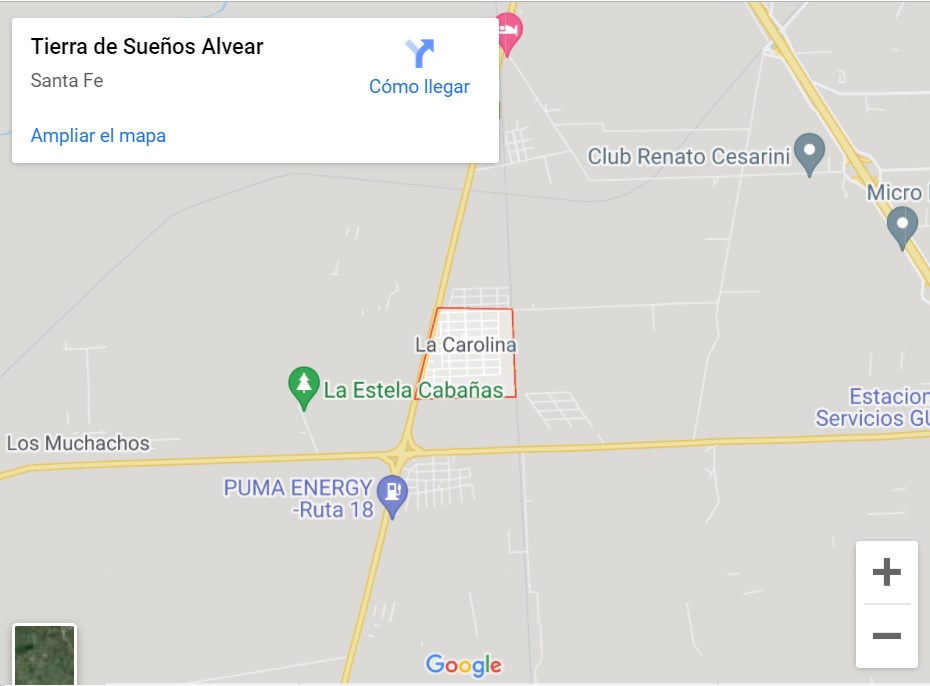 Tierra de Sueños Alvear
Santa Fe
Cómo llegar
Ampliar el mapa
Club Renato Cesarini
Micro
La Carolina
La Estela Cabañas
Estacion
Servicios GU
Los Muchachos
PUMA ENERGY
-Ruta 18
Google